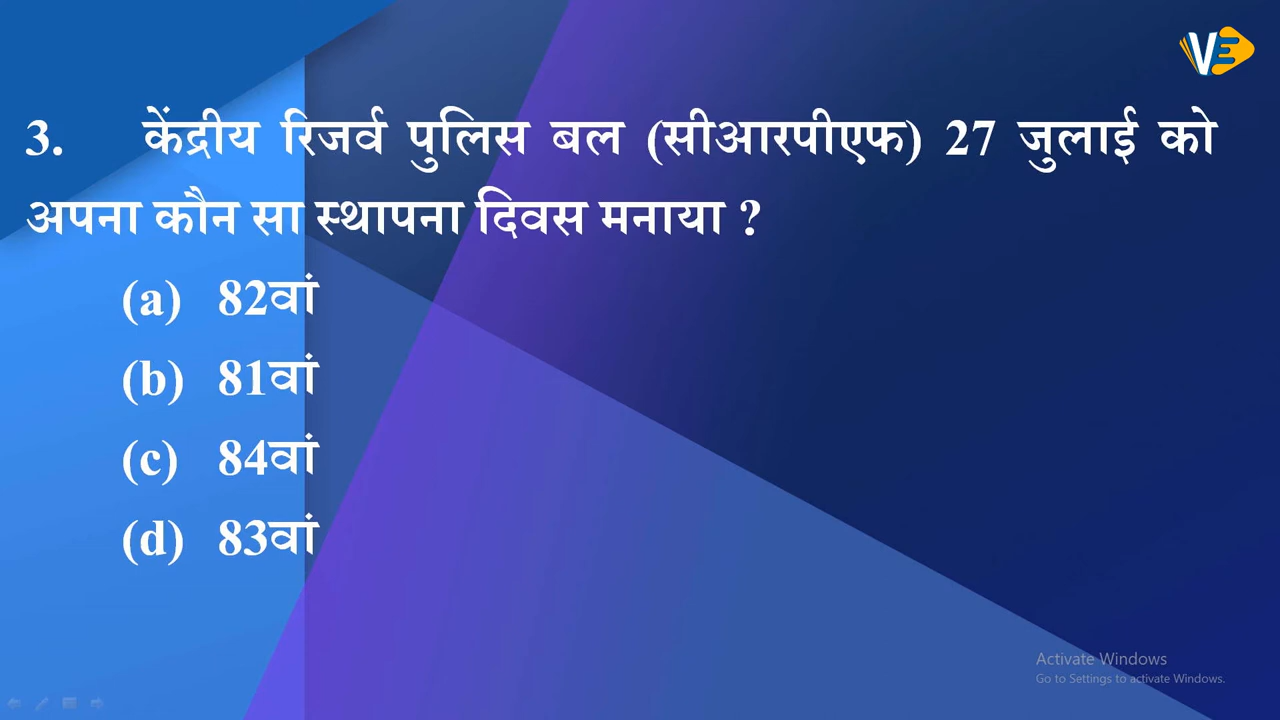 VE
3. केंद्रीय रिजर्व पुलिस बल (सीआरपीएफ) 27 जुलाई को
अपना कौन सा स्थापना दिवस मनाया ?
(a) 82वां
(b) 81वां
(c) 84वां
(d) 83वां
Activate Windows
Go to Settings to activate Windows.